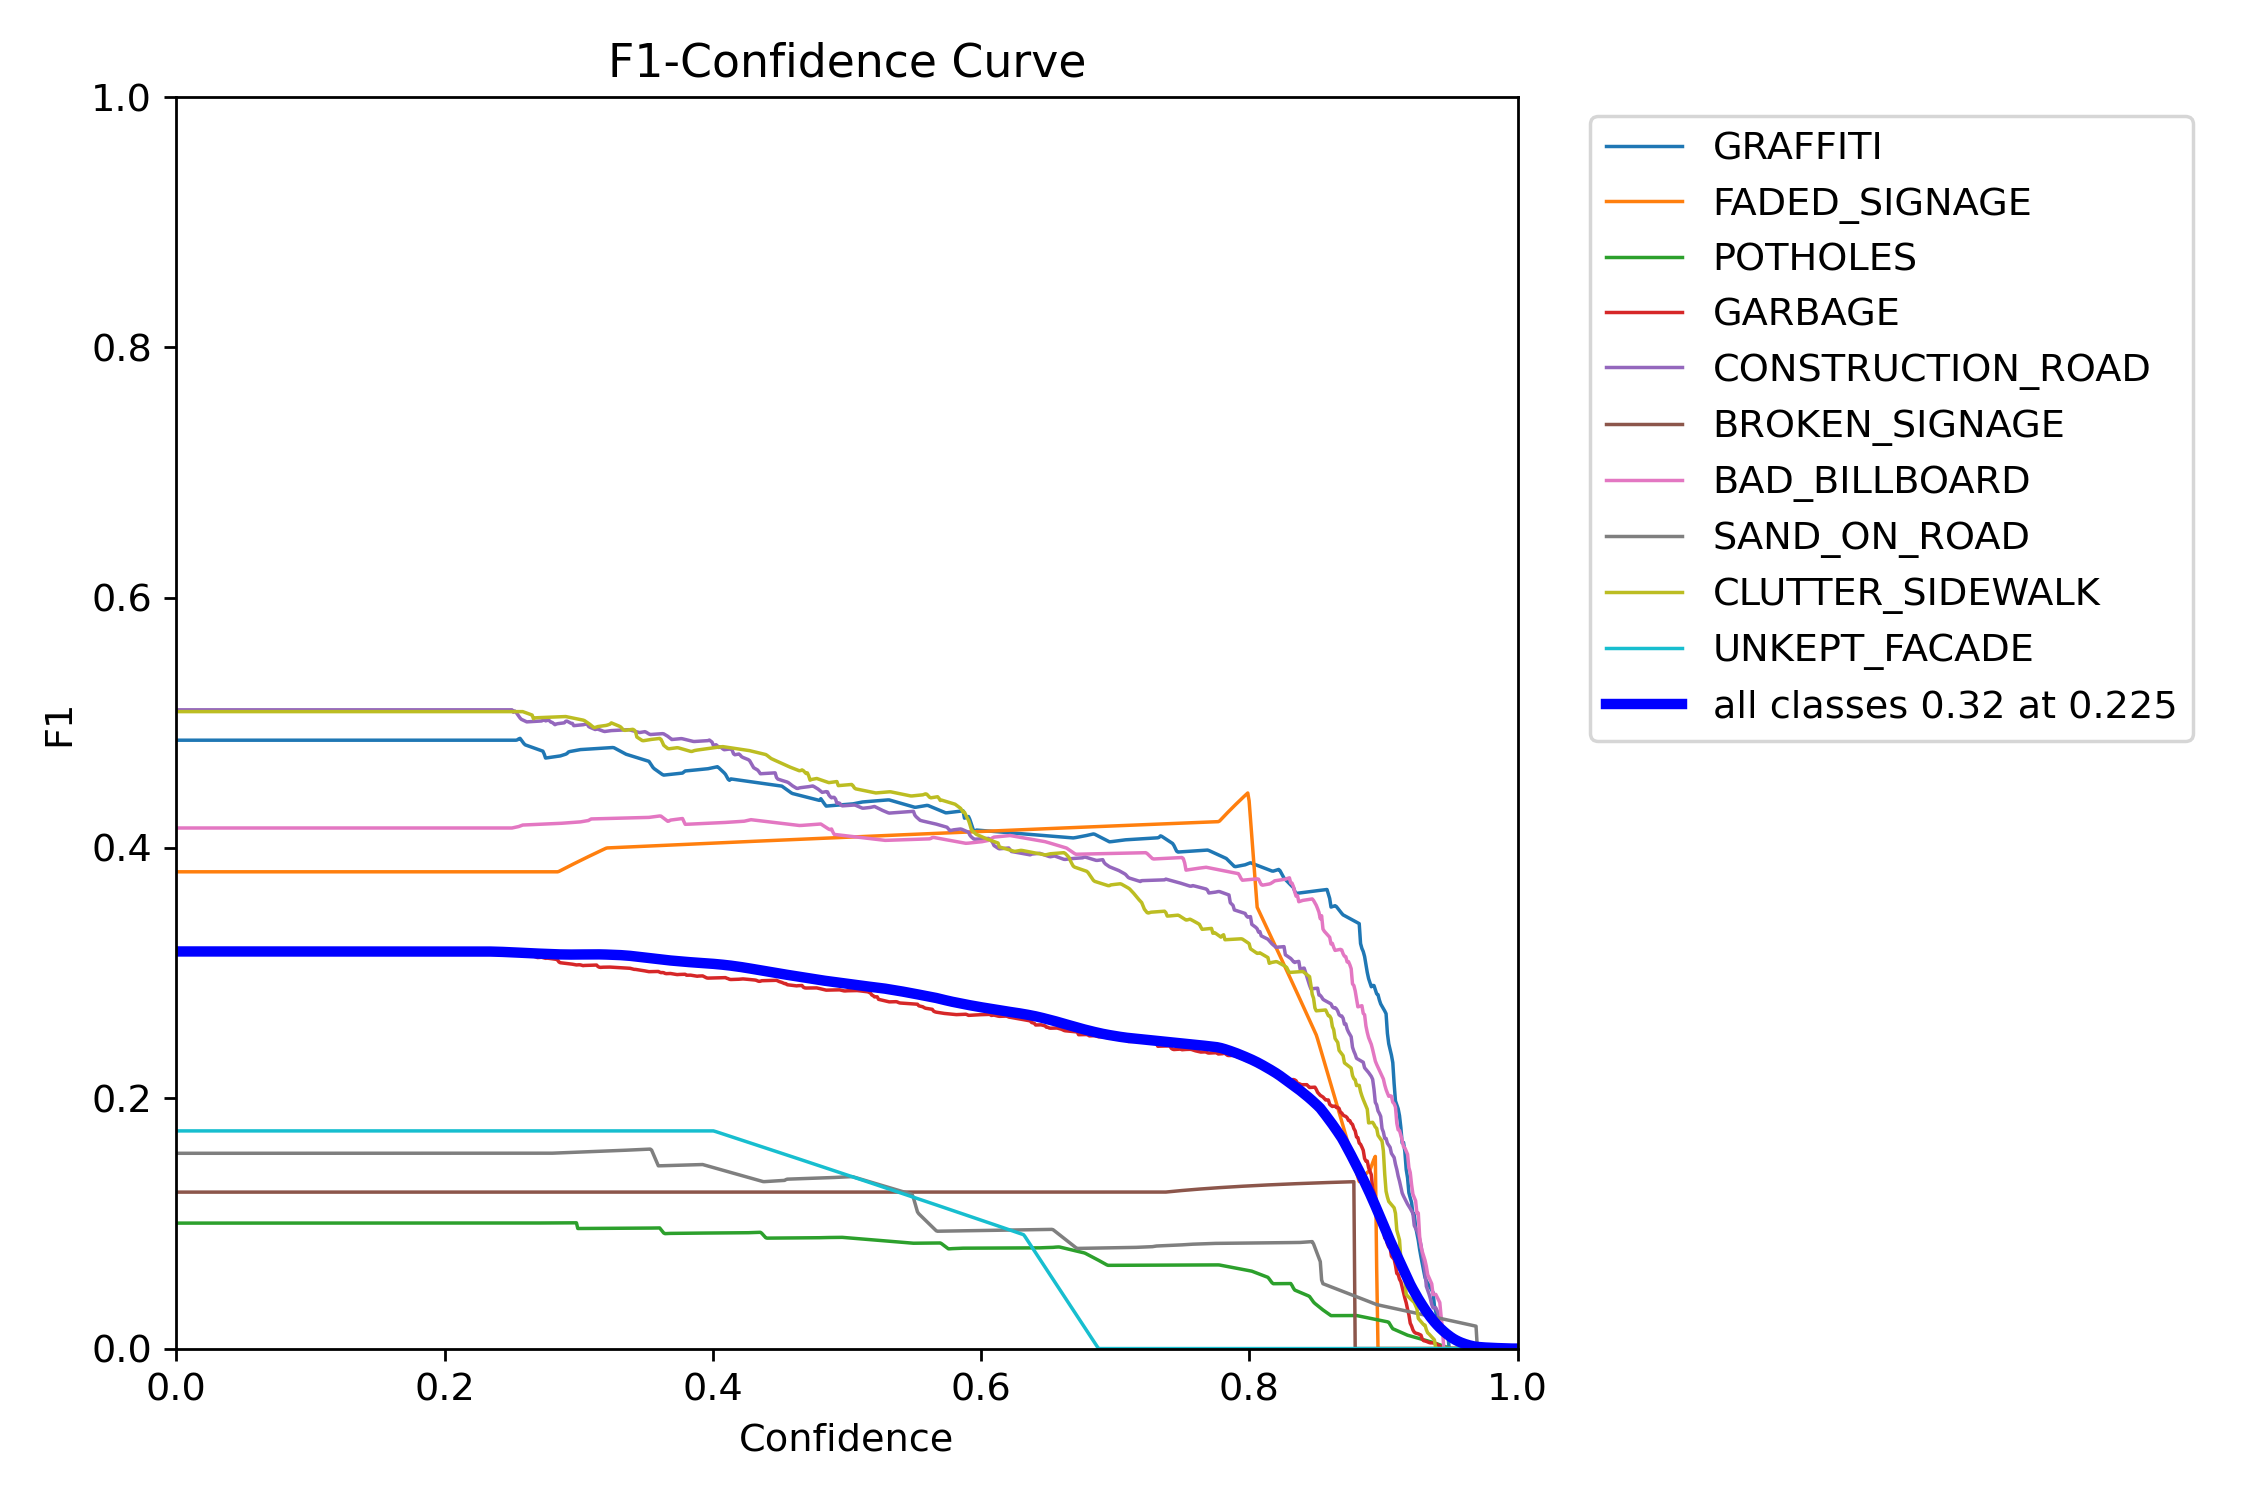 F1-Confidence Curve
1.0
0.8
0.6
0.4
0.2
0.0
F1
0.0 0.2 0.4 0.6 0.8 1.0
Confidence
GRAFFITI
FADED_SIGNAGE
POTHOLES
GARBAGE
CONSTRUCTION_ROAD
BROKEN_SIGNAGE
BAD_BILLBOARD
SAND_ON_ROAD
CLUTTER_SIDEWALK
UNKEPT_FACADE
all classes 0.32 at 0.225